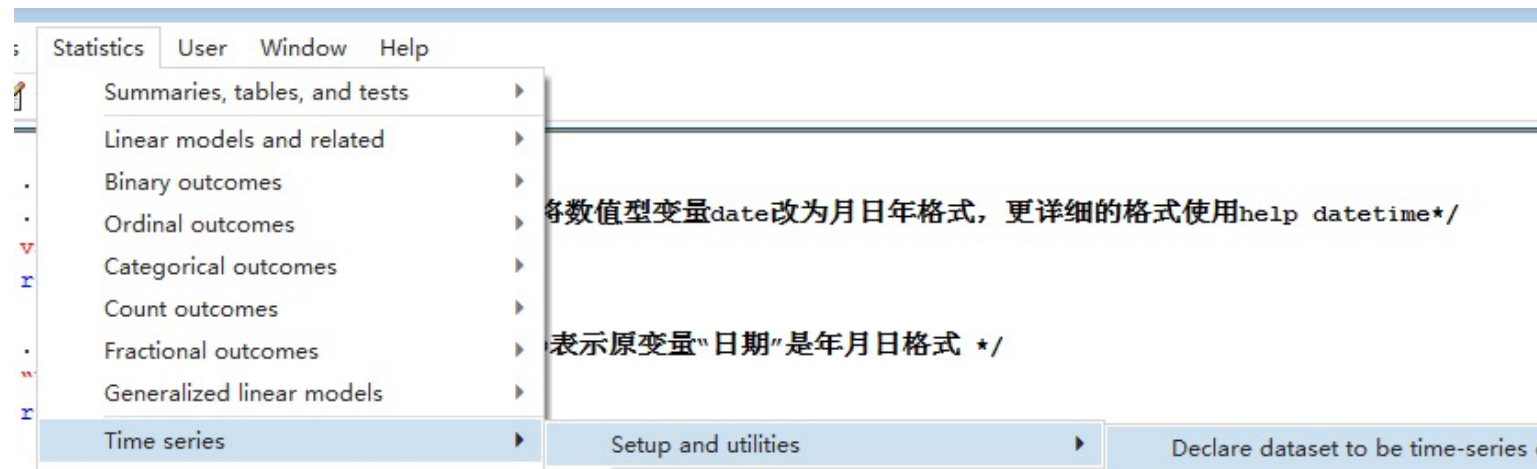 Statistics User Window Help
Summaries, tables, and tests
Linear models and related
Binary outcomes
将数值型变量date改为月日年格式，更详细的格式使用help datetime*/
Ordinal outcomes
Categorical outcomes
Count outcomes
表示原变量“日期”是年月日格式 */
Fractional outcomes
Generalized linear models
Time series Setup and utilities Declare dataset to be time-series